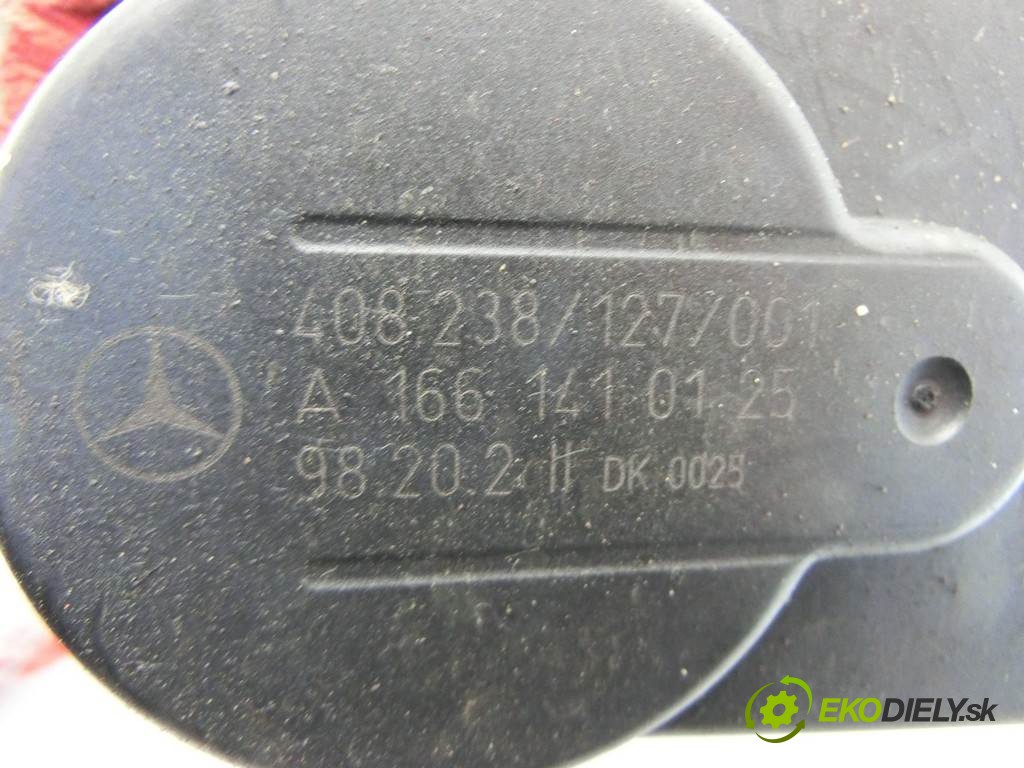 408 238/127/001
A 166 141 01 25
98 20 2 II DK 0025
EKODIELY.sk